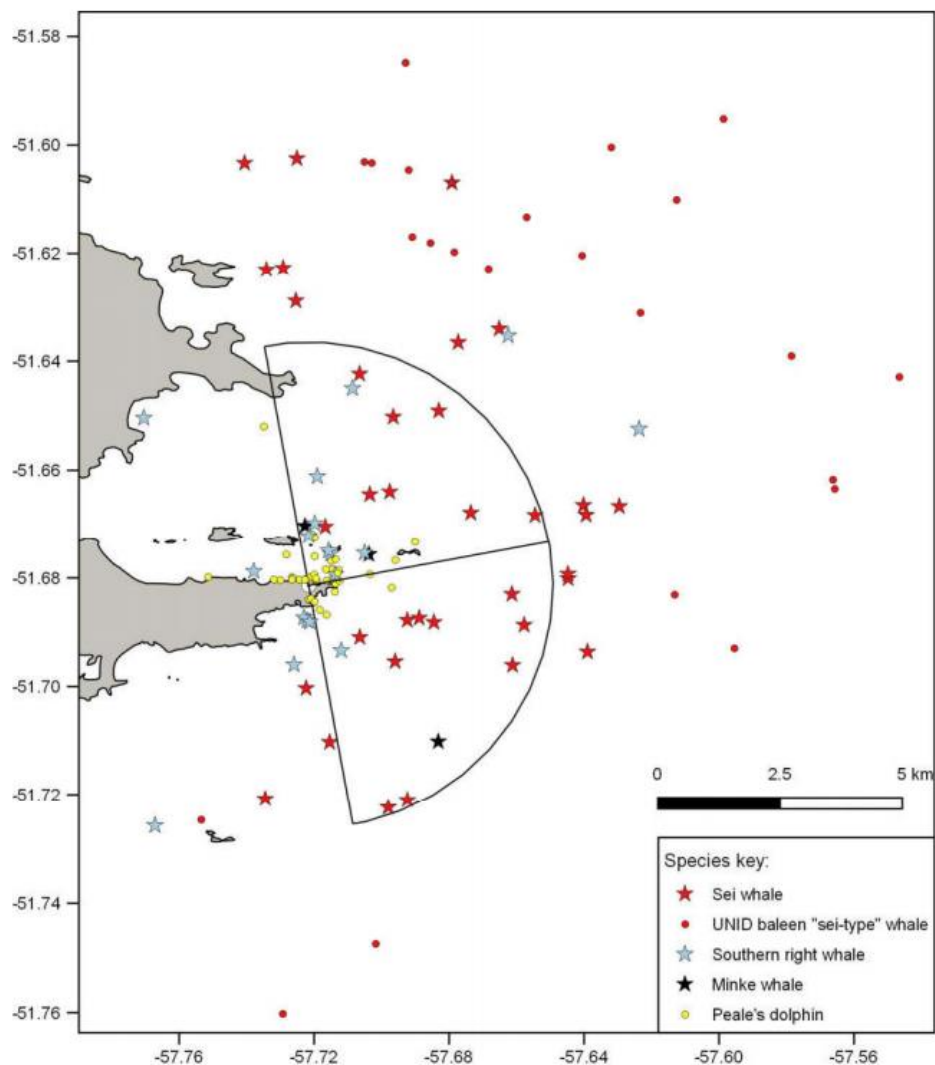 -51.58
-51.60
-51.62
-51.64
-51.66
-51.68
-51.70
-51.72
-51.74
-51.76
0 2.5 5 km
Species key:
Sei whale
UNID baleen "sei-type" whale
Southern right whale
Minke whale
Peale's dolphin
-57.76 -57.72 -57.68 -57.64 -57.60 -57.56